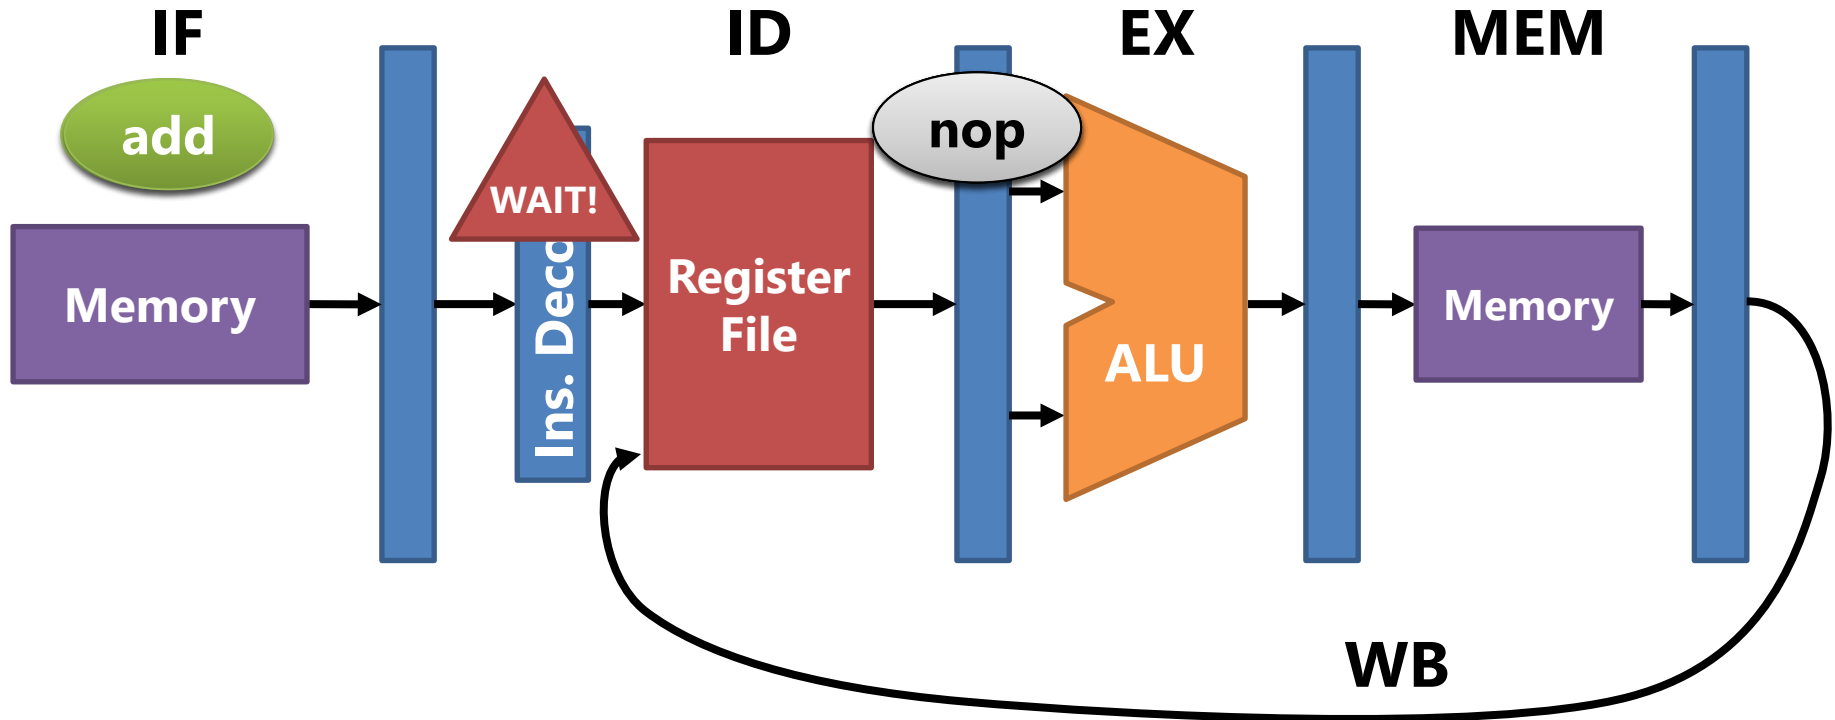 IF
ID
EX
MEM
add
WAIT!
nop
Memory
Ins. Deco
Register
File
ALU
Memory
WB